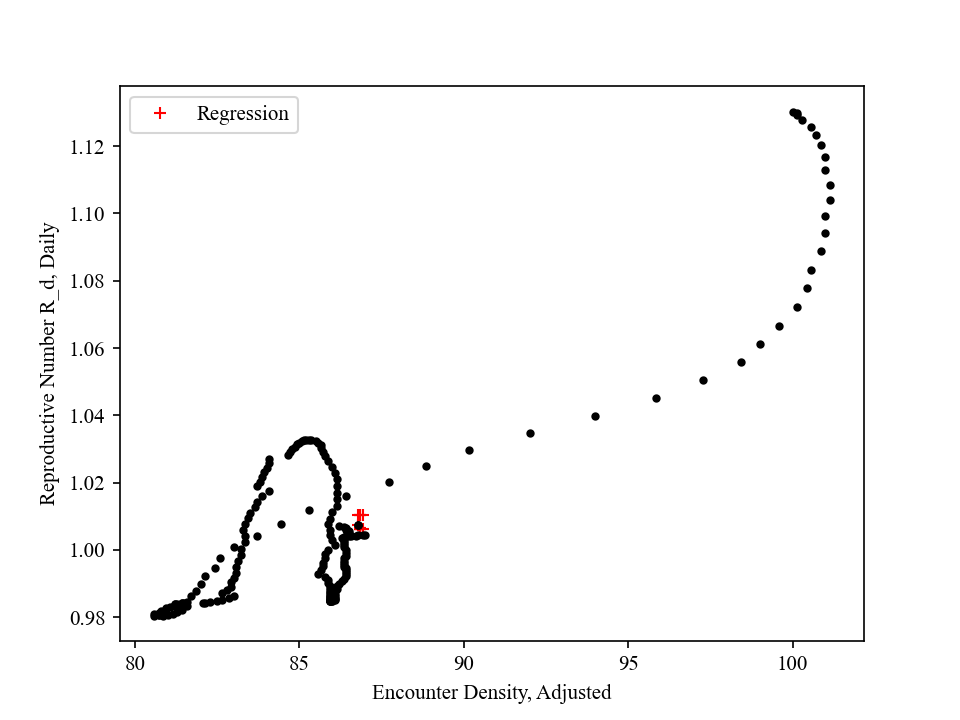 Regression
1.12
1.10
1.08
1.06
1.04
1.02
1.00
0.98
Reproductive Number R_d, Daily
80 85 90 95 100
Encounter Density, Adjusted